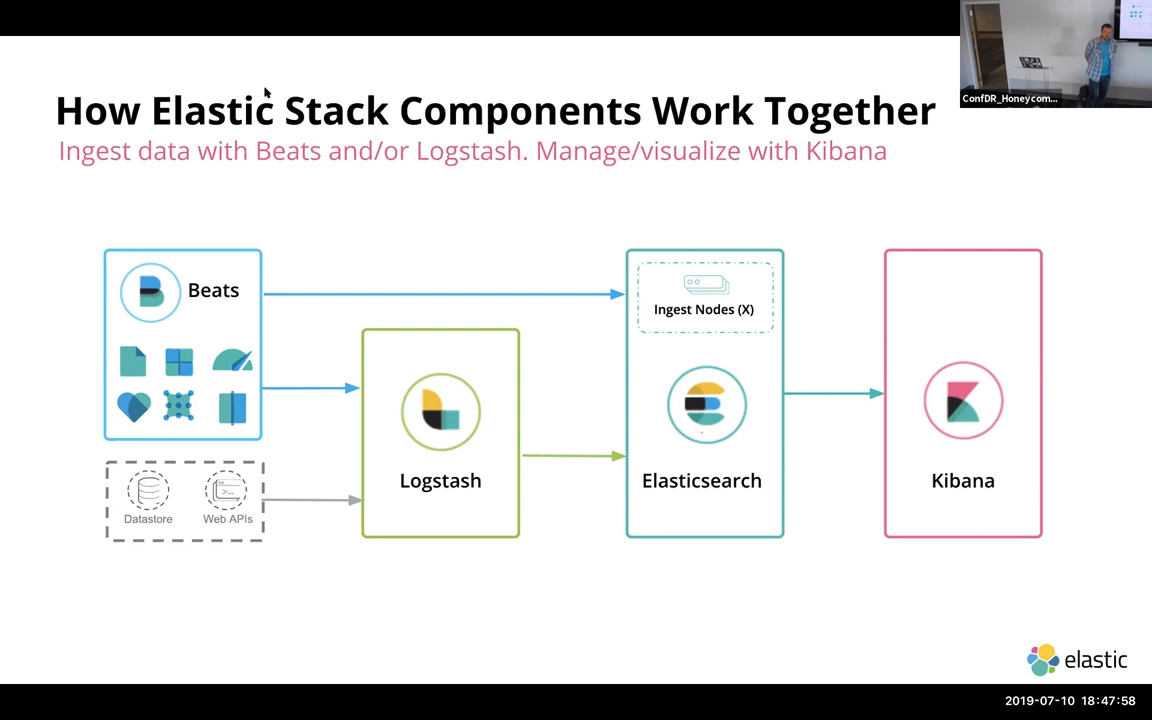 ConfDR_Honeycom...
How Elastic Stack Components Work Together
Ingest data with Beats and/or Logstash. Manage/visualize with Kibana
Beats
Ingest Nodes (X)
Datastore
Web APIs
Logstash
Elasticsearch
Kibana
elastic
2019-07-10 18:47:58